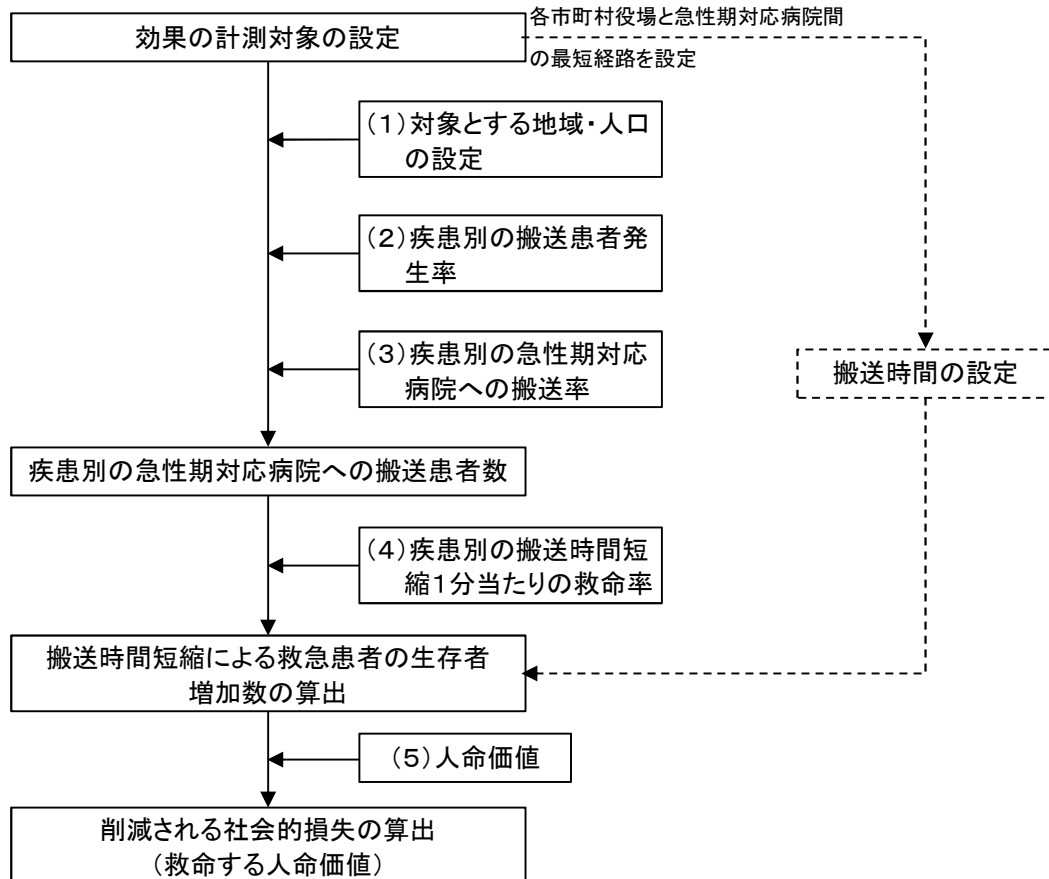 効果の計測対象の設定
各市町村役場と急性期対応病院間
の最短経路を設定
(1)対象とする地域・人口
の設定
(2)疾患別の搬送患者発
生率
(3)疾患別の急性期対応
病院への搬送率
搬送時間の設定
疾患別の急性期対応病院への搬送患者数
(4)疾患別の搬送時間短
縮1分当たりの救命率
搬送時間短縮による救急患者の生存者
増加数の算出
(5)人命価値
削減される社会的損失の算出
(救命する人命価値)